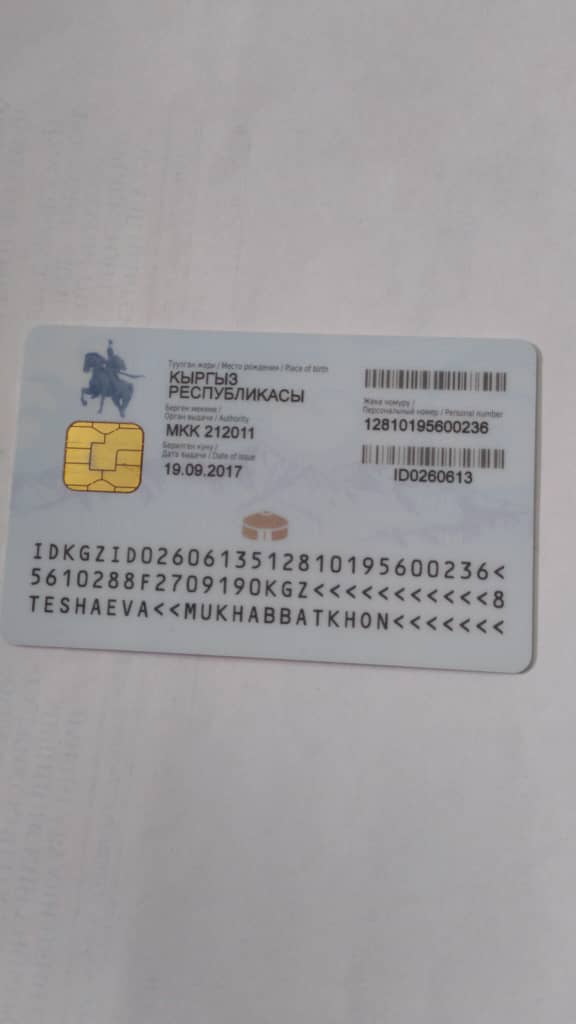 Туулган жери / Место рождения / Place of birth
КЫРГЫЗ
РЕСПУБЛИКАСЫ
Берген мекеме /
Орган выдачи / Authority
МКК 212011
Берилген күнү /
Дата выдачи / Date of issue
19.09.2017
Жеке номуру /
Персональный номер / Personal number
12810195600236
ID0260613
IDKGZID0260613512810195600236<
5610288F2709190KGZ<<<<<<<<<<<8
TESHAEVA<<MUKHABBATKHON<<<<<<<